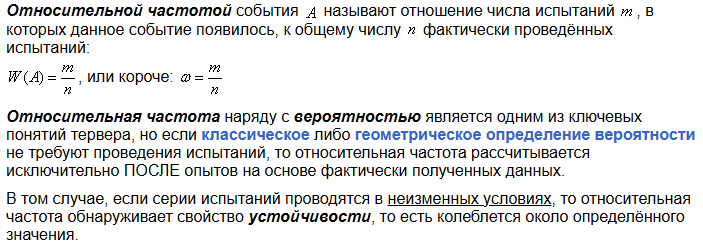 Относительной частотой события A называют отношение числа испытаний m, в
которых данное событие появилось, к общему числу n фактически проведённых
испытаний:
W(A) = m/n, или короче: ω = m/n
Относительная частота наряду с вероятностью является одним из ключевых
понятий тервера, но если классическое либо геометрическое определение вероятности
не требуют проведения испытаний, то относительная частота рассчитывается
исключительно ПОСЛЕ опытов на основе фактически полученных данных.
В том случае, если серии испытаний проводятся в неизменных условиях, то относительная
частота обнаруживает свойство устойчивости, то есть колеблется около определённого
значения.